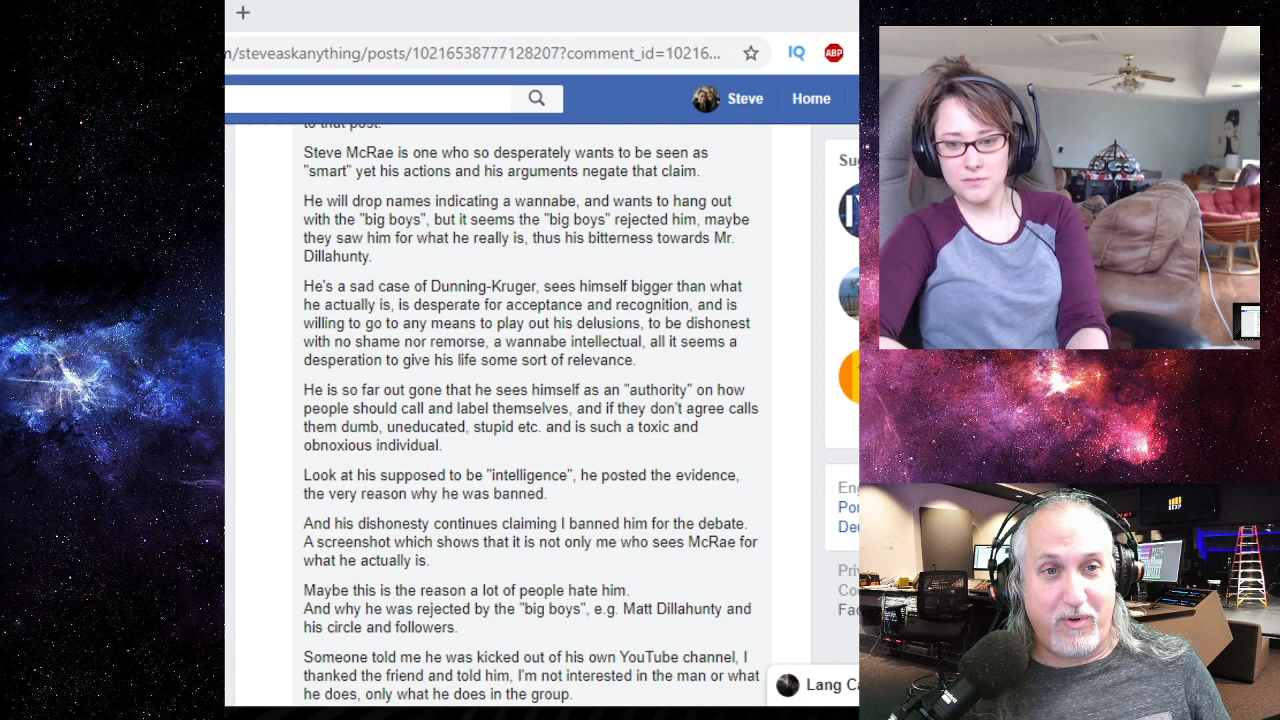 m/steveaskanything/posts/10216538777128207?comment_id=10216...
IQ
ABP
Steve
Home
to that post.
Steve McRae is one who so desperately wants to be seen as
"smart" yet his actions and his arguments negate that claim.
He will drop names indicating a wannabe, and wants to hang out
with the "big boys", but it seems the "big boys" rejected him, maybe
they saw him for what he really is, thus his bitterness towards Mr.
Dillahunty.
He's a sad case of Dunning-Kruger, sees himself bigger than what
he actually is, is desperate for acceptance and recognition, and is
willing to go to any means to play out his delusions, to be dishonest
with no shame nor remorse, a wannabe intellectual, all it seems a
desperation to give his life some sort of relevance.
He is so far out gone that he sees himself as an "authority" on how
people should call and label themselves, and if they don't agree calls
them dumb, uneducated, stupid etc. and is such a toxic and
obnoxious individual.
Look at his supposed to be "intelligence", he posted the evidence,
the very reason why he was banned.
And his dishonesty continues claiming I banned him for the debate.
A screenshot which shows that it is not only me who sees McRae for
what he actually is.
Maybe this is the reason a lot of people hate him.
And why he was rejected by the "big boys", e.g. Matt Dillahunty and
his circle and followers.
Someone told me he was kicked out of his own YouTube channel, I
thanked the friend and told him, I'm not interested in the man or what
he does, only what he does in the group.
Su
Eng
Por
Deu
Pri
Co
Fac
Lang Ca